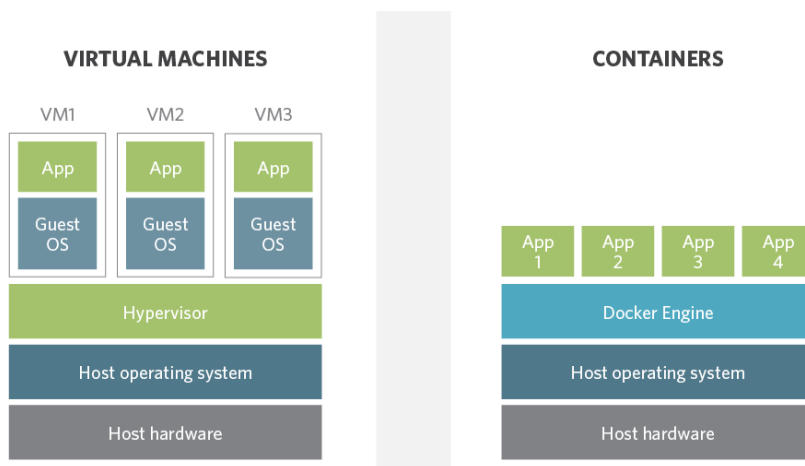 VIRTUAL MACHINES
VM1
VM2
VM3
App
App
App
Guest
OS
Guest
OS
Guest
OS
Hypervisor
Host operating system
Host hardware
CONTAINERS
App
1
App
2
App
3
App
4
Docker Engine
Host operating system
Host hardware